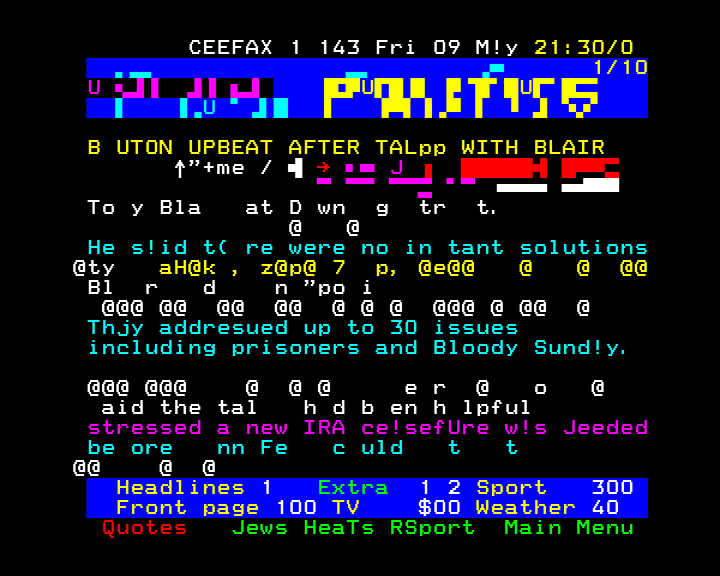 CEEFAX 1 143 Fri 09 M!y 21:30/0
1/10
B UTON UPBEAT AFTER TALpp WITH BLAIR
↑"+me / → J
To y Bla at D wn g tr t.
@ @
He s!id t( re were no in tant solutions
@ty aH@k , z@p@ 7 p, @e@@ @ @ @@
Bl r d n "po i
@@@ @@ @@ @@ @ @ @ @@@ @ @@ @
Thjy addresued up to 30 issues
including prisoners and Bloody Sund!y.
@@@ @@@ @ @ @ e r @ o @
aid the tal h d b en h lpful
stressed a new IRA ce!sefUre w!s Jeeded
be ore nn Fe c uld t t
@@ @ @
Headlines 1 Extra 1 2 Sport 300
Front page 100 TV $00 Weather 40
Quotes Jews HeaTs RSport Main Menu